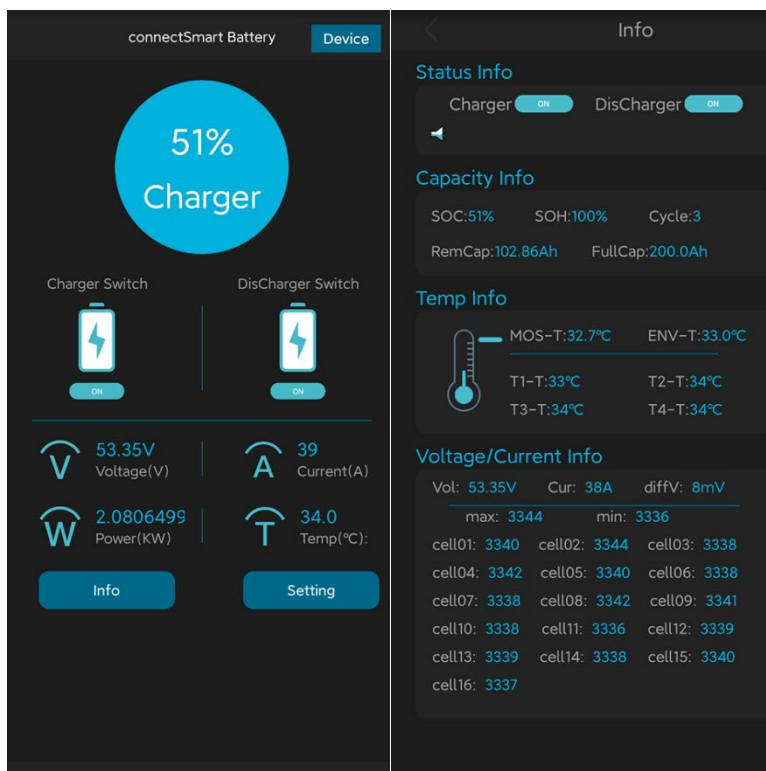 connectSmart Battery Device
51%
Charger
Charger Switch DisCharger Switch
ON ON
V 53.35V A 39
Voltage(V) Current(A)
W 2.0806499 T 34.0
Power(KW) Temp(℃):
Info Setting
Info
Status Info
Charger ON DisCharger ON
Capacity Info
SOC:51% SOH:100% Cycle:3
RemCap:102.86Ah FullCap:200.0Ah
Temp Info
MOS-T:32.7℃ ENV-T:33.0℃
T1-T:33℃ T2-T:34℃
T3-T:34℃ T4-T:34℃
Voltage/Current Info
Vol: 53.35V Cur: 38A diffV: 8mV
max: 3344 min: 3336
cell01: 3340 cell02: 3344 cell03: 3338
cell04: 3342 cell05: 3340 cell06: 3338
cell07: 3338 cell08: 3342 cell09: 3341
cell10: 3338 cell11: 3336 cell12: 3339
cell13: 3339 cell14: 3338 cell15: 3340
cell16: 3337